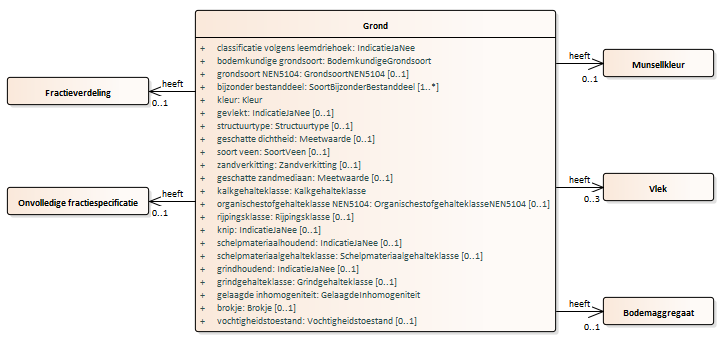 Grond
+ classificatie volgens leemdriehoek: IndicatieJaNee
+ bodemkundige grondsoort: BodemkundigeGrondsoort
+ grondsoort NEN5104: GrondsoortNEN5104 [0..1]
+ bijzonder bestanddeel: SoortBijzonderBestanddeel [1..*]
+ kleur: Kleur
+ gevlekt: IndicatieJaNee [0..1]
+ structuurtype: Structuurtype [0..1]
+ geschatte dichtheid: Meetwaarde [0..1]
+ soort veen: SoortVeen [0..1]
+ zandverkitting: Zandverkitting [0..1]
+ geschatte zandmediaan: Meetwaarde [0..1]
+ kalkgehalteklasse: Kalkgehalteklasse
+ organischestofgehalteklasse NEN5104: OrganischestofgehalteklasseNEN5104 [0..1]
+ rijpingsklasse: Rijpingsklasse [0..1]
+ knip: IndicatieJaNee [0..1]
+ schelpmateriaalhoudend: IndicatieJaNee [0..1]
+ schelpmateriaalgehalteklasse: Schelpmateriaalgehalteklasse [0..1]
+ grindhoudend: IndicatieJaNee [0..1]
+ grindgehalteklasse: Grindgehalteklasse [0..1]
+ gelaagde inhomogeniteit: GelaagdeInhomogeniteit
+ brokje: Brokje [0..1]
+ vochtigheidstoestand: Vochtigheidstoestand [0..1]
Fractieverdeling
heeft
0..1
Onvolledige fractiespecificatie
heeft
0..1
heeft
0..1
Munsellkleur
heeft
0..3
Vlek
heeft
0..1
Bodemaggregaat